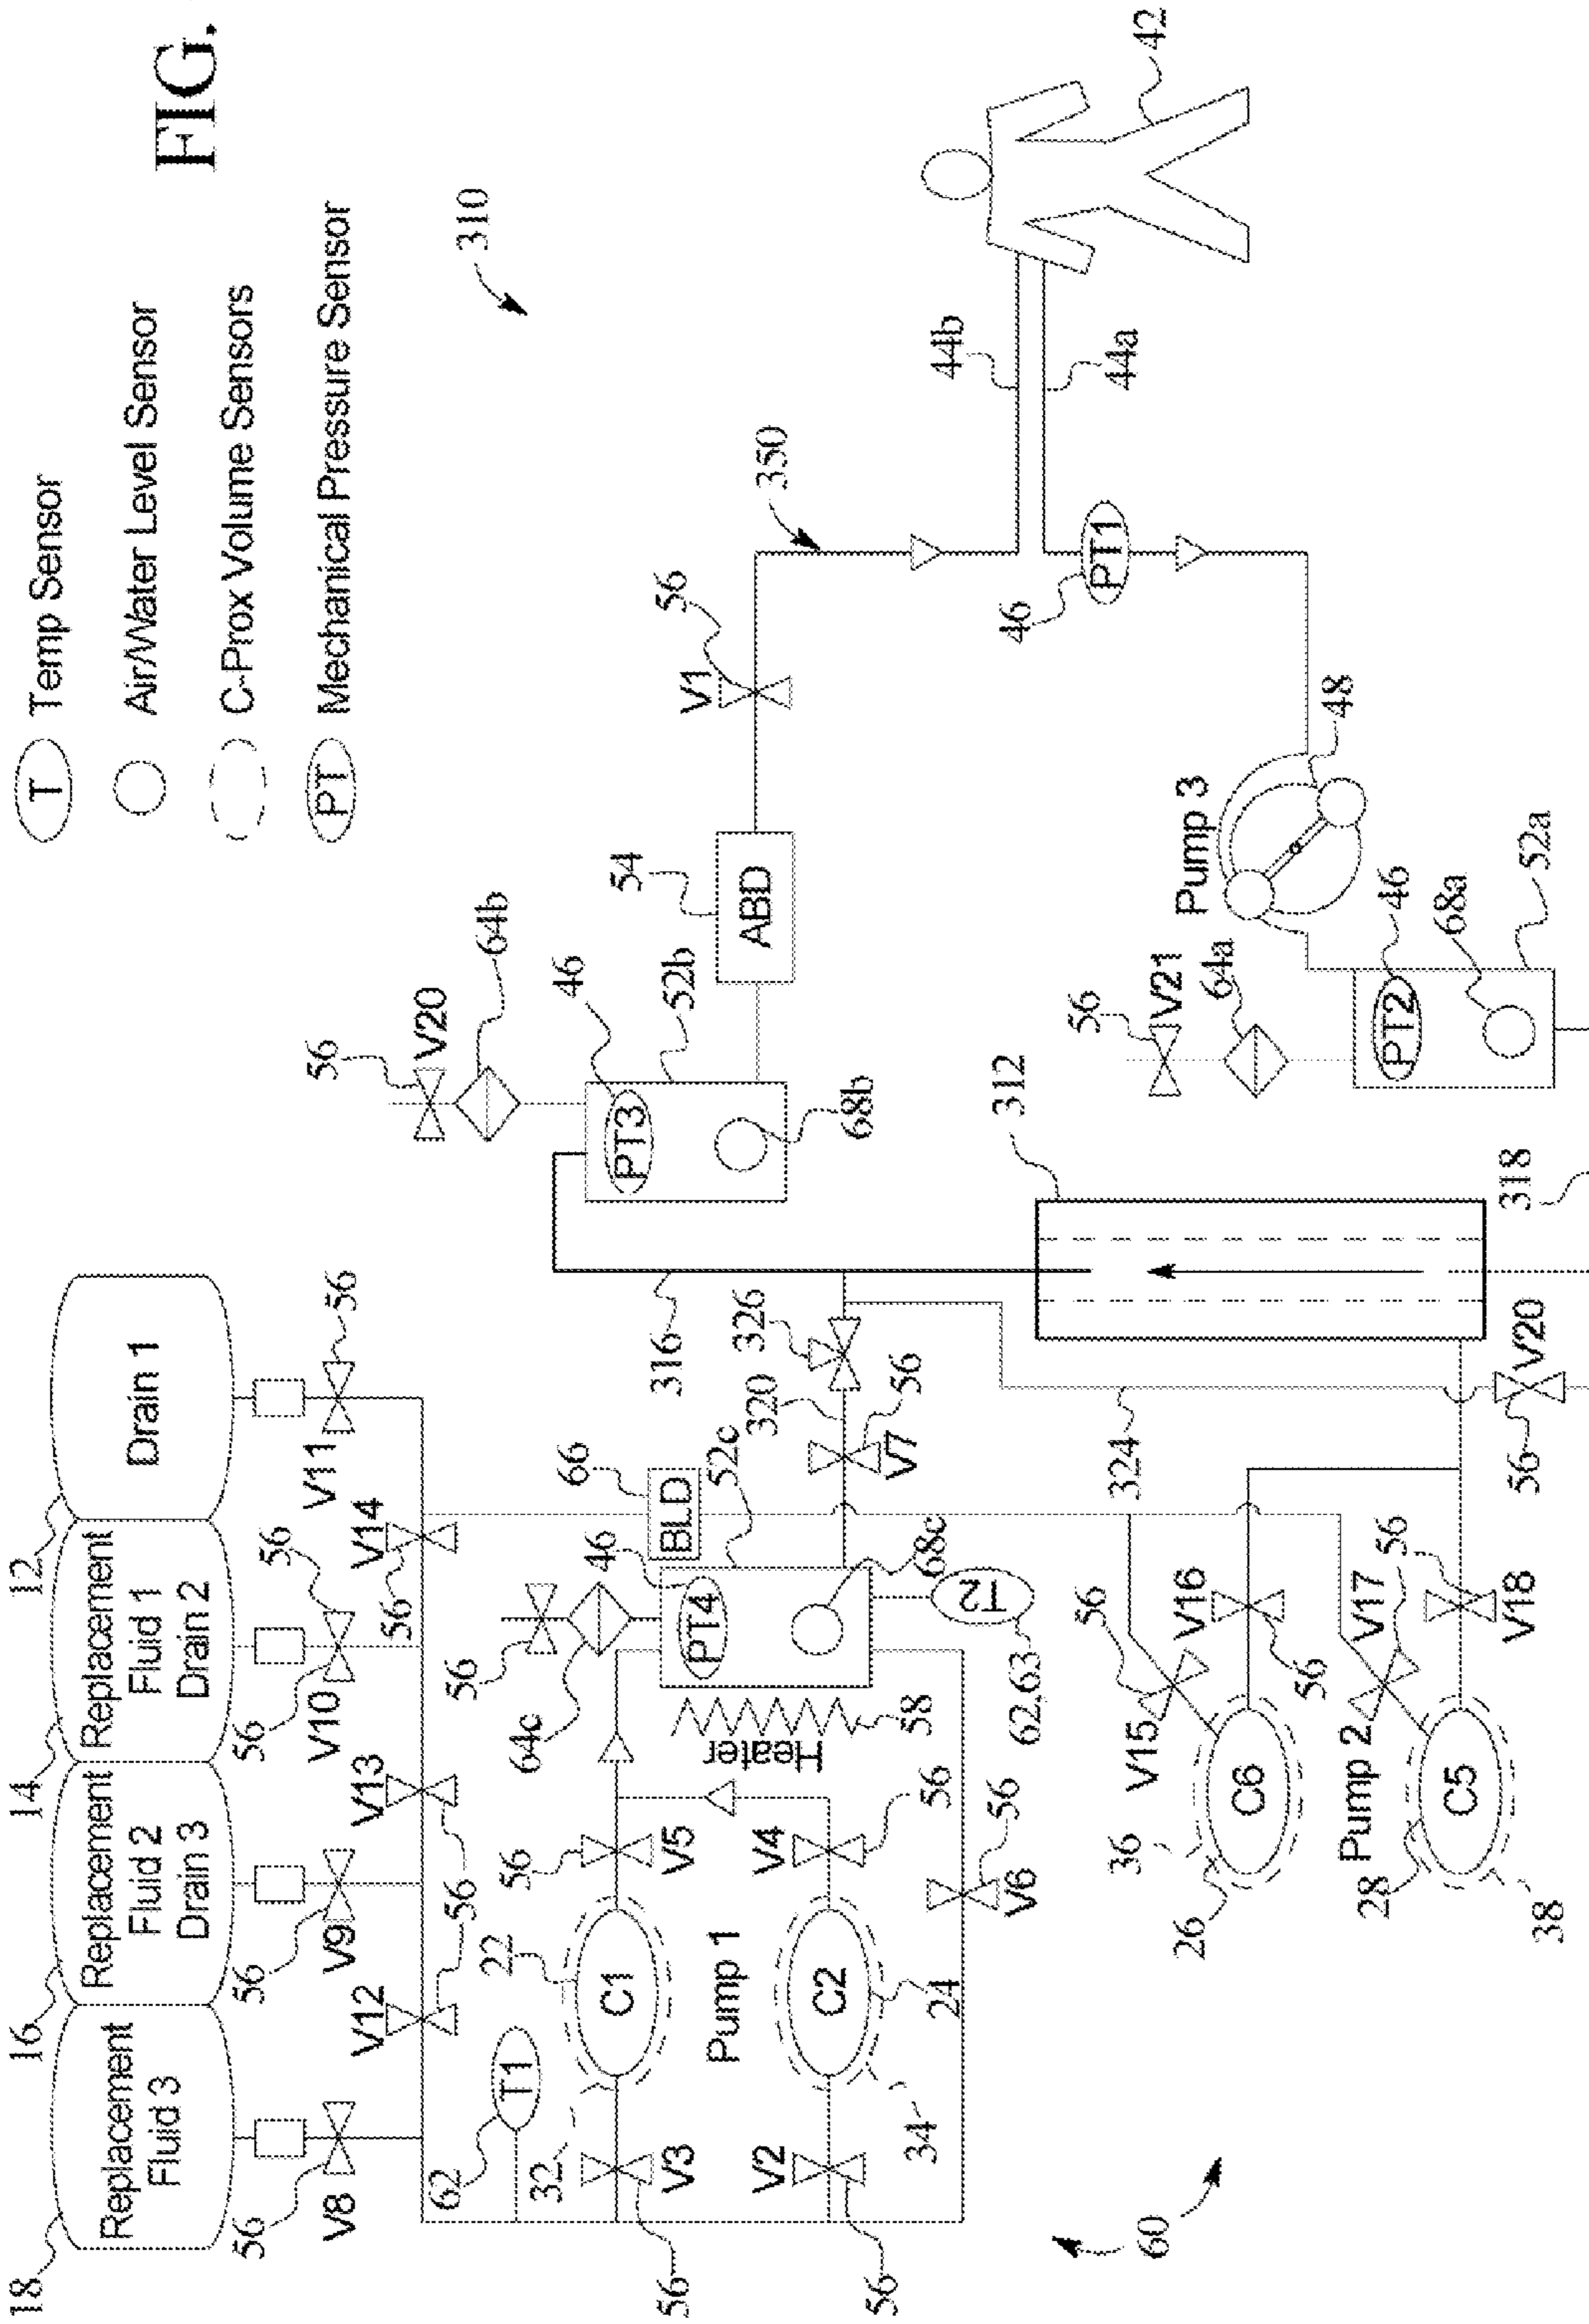 FIG.
T Temp Sensor
Air/Water Level Sensor
C-Prox Volume Sensors
PT Mechanical Pressure Sensor
310
18
16
14
12
Replacement
Fluid 3
Replacement
Fluid 2
Drain 3
Replacement
Fluid 1
Drain 2
Drain 1
56
V8
56
V9
56
V10
56
V11
56
V12
56
V13
56
V14
56
62
T1
32
22
C1
V3
56
56
V5
Pump 1
C2
24
34
V2
56
V4
56
V6
56
60
56
64c
46
PT4
66
BLD
52c
68c
Heater
58
T2
62,63
V7
56
320
326
316
324
56
V20
64b
46
PT3
52b
68b
54
ABD
V1
56
350
44b
44a
42
46
PT1
Pump 3
48
56
V21
64a
46
PT2
68a
52a
312
318
V20
56
V15
56
V16
56
36
26
C6
Pump 2
V17
56
V18
28
C5
38